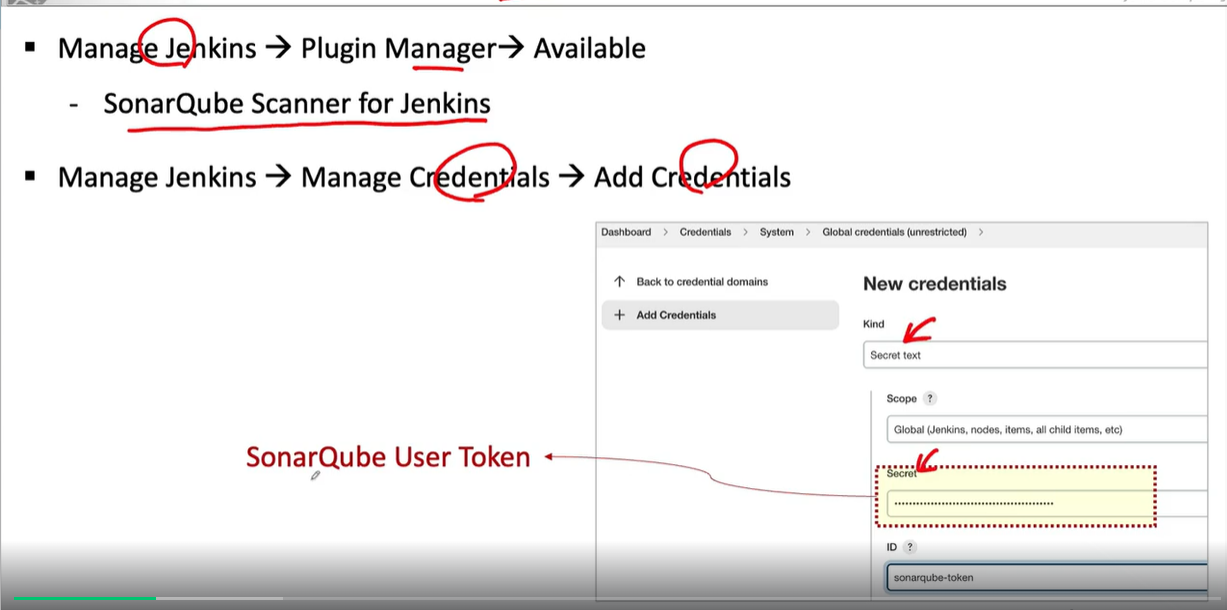 ▪ Manage Jenkins → Plugin Manager→ Available
- SonarQube Scanner for Jenkins
▪ Manage Jenkins → Manage Credentials → Add Credentials
Dashboard > Credentials > System > Global credentials (unrestricted) >
↑ Back to credential domains
+ Add Credentials
New credentials
Kind
Secret text
Scope ?
Global (Jenkins, nodes, items, all child items, etc)
SonarQube User Token
Secret
ID ?
sonarqube-token